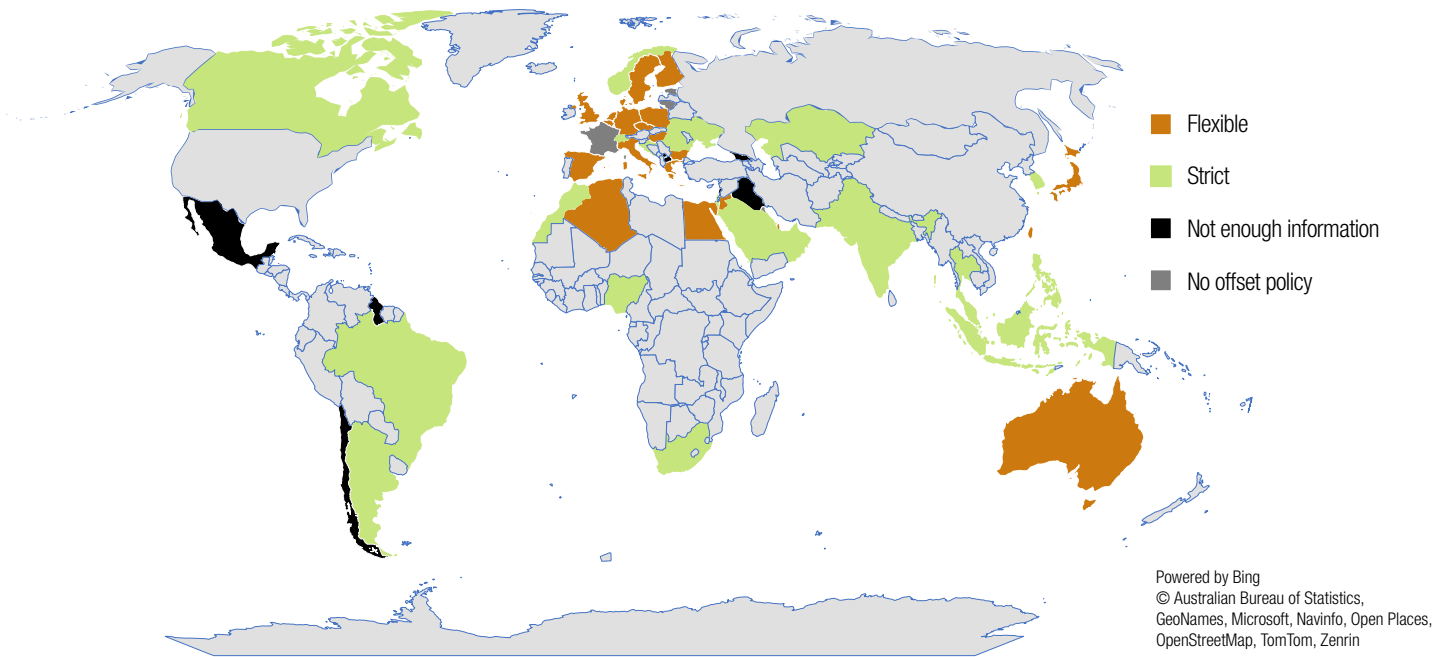 Flexible
Strict
Not enough information
No offset policy
Powered by Bing
© Australian Bureau of Statistics,
GeoNames, Microsoft, Navinfo, Open Places,
OpenStreetMap, TomTom, Zenrin